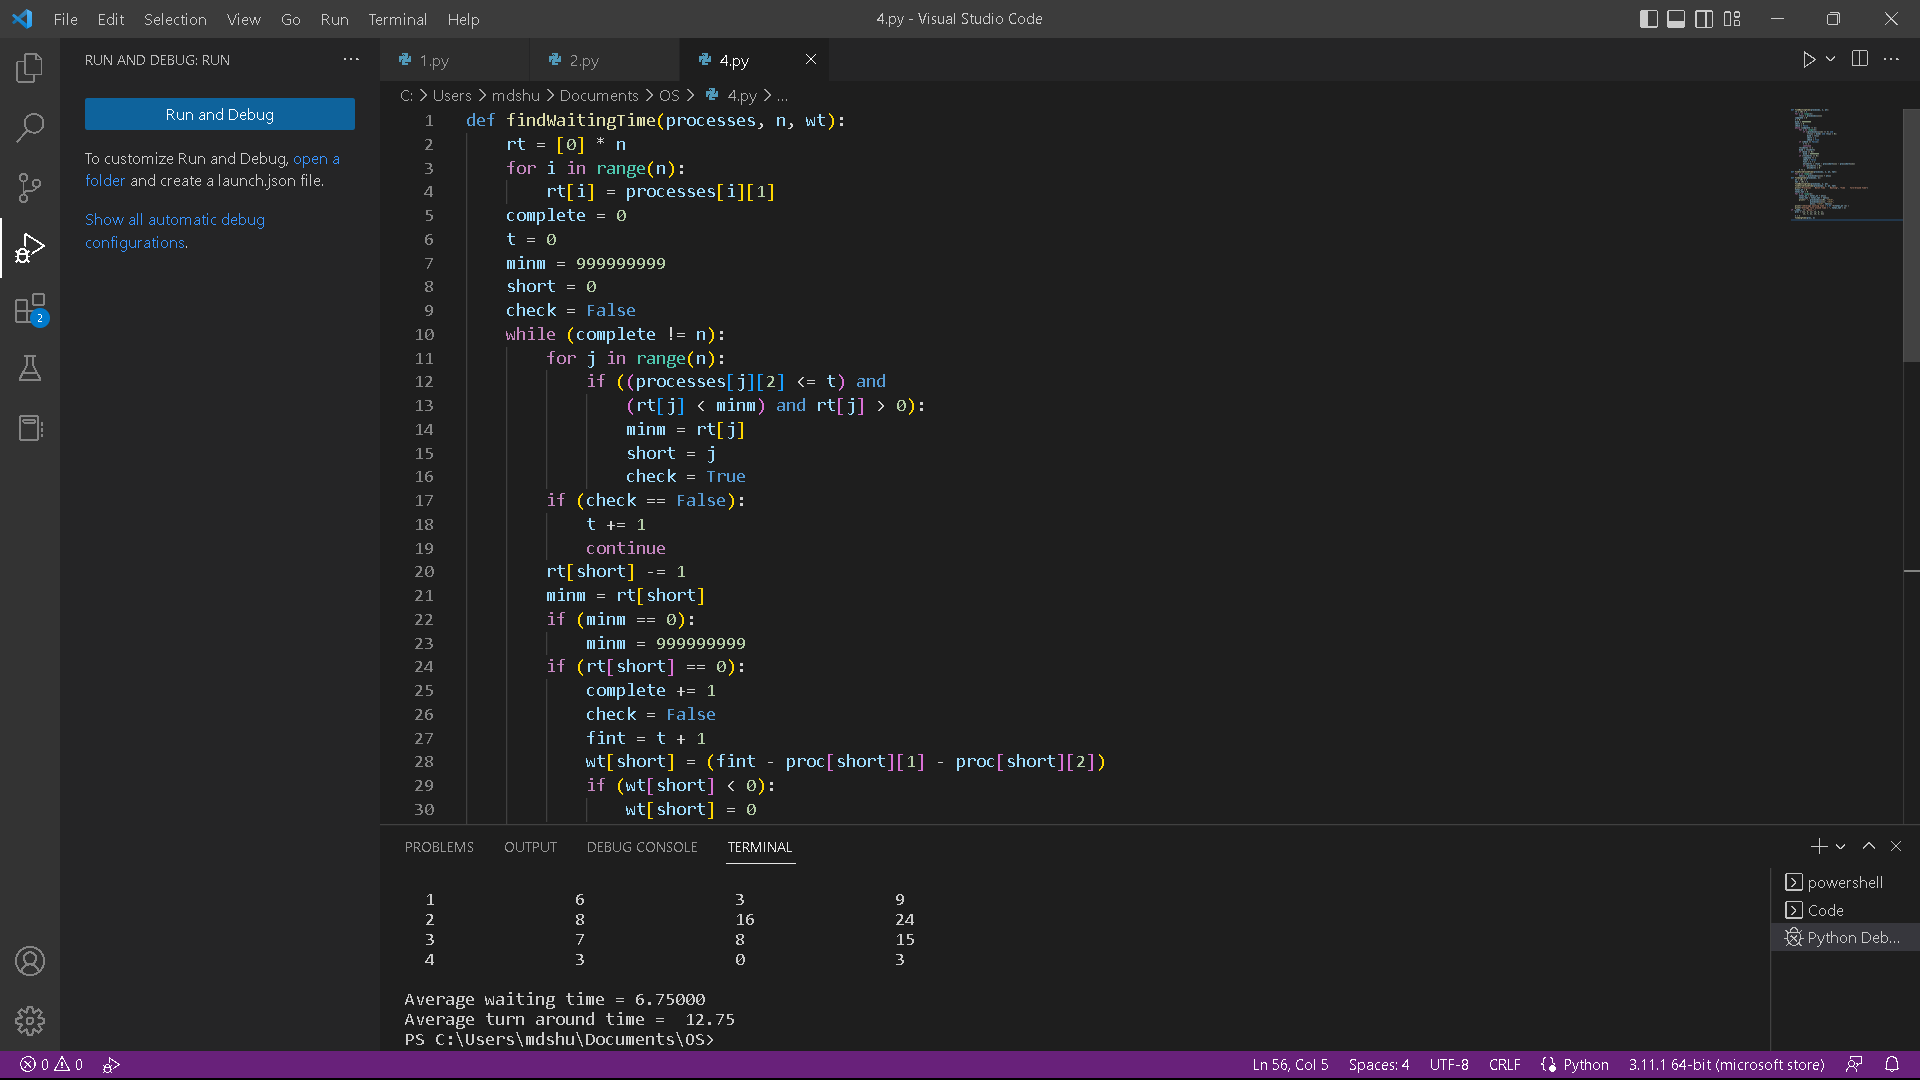 File Edit Selection View Go Run Terminal Help
4.py - Visual Studio Code
RUN AND DEBUG: RUN
Run and Debug
To customize Run and Debug, open a
folder and create a launch.json file.
Show all automatic debug
configurations.
2
1.py
2.py
4.py
C: > Users > mdshu > Documents > OS > 4.py > ...
1 def findWaitingTime(processes, n, wt):
2     rt = [0] * n
3     for i in range(n):
4         rt[i] = processes[i][1]
5     complete = 0
6     t = 0
7     minm = 999999999
8     short = 0
9     check = False
10     while (complete != n):
11         for j in range(n):
12             if ((processes[j][2] <= t) and
13                 (rt[j] < minm) and rt[j] > 0):
14                 minm = rt[j]
15                 short = j
16                 check = True
17         if (check == False):
18             t += 1
19             continue
20         rt[short] -= 1
21         minm = rt[short]
22         if (minm == 0):
23             minm = 999999999
24         if (rt[short] == 0):
25             complete += 1
26             check = False
27             fint = t + 1
28             wt[short] = (fint - proc[short][1] - proc[short][2])
29             if (wt[short] < 0):
30                 wt[short] = 0
PROBLEMS OUTPUT DEBUG CONSOLE TERMINAL
1 6 3 9
2 8 16 24
3 7 8 15
4 3 0 3
Average waiting time = 6.75000
Average turn around time =  12.75
PS C:\Users\mdshu\Documents\OS>
powershell
Code
Python Deb...
0 0
Ln 56, Col 5 Spaces: 4 UTF-8 CRLF Python 3.11.1 64-bit (microsoft store)